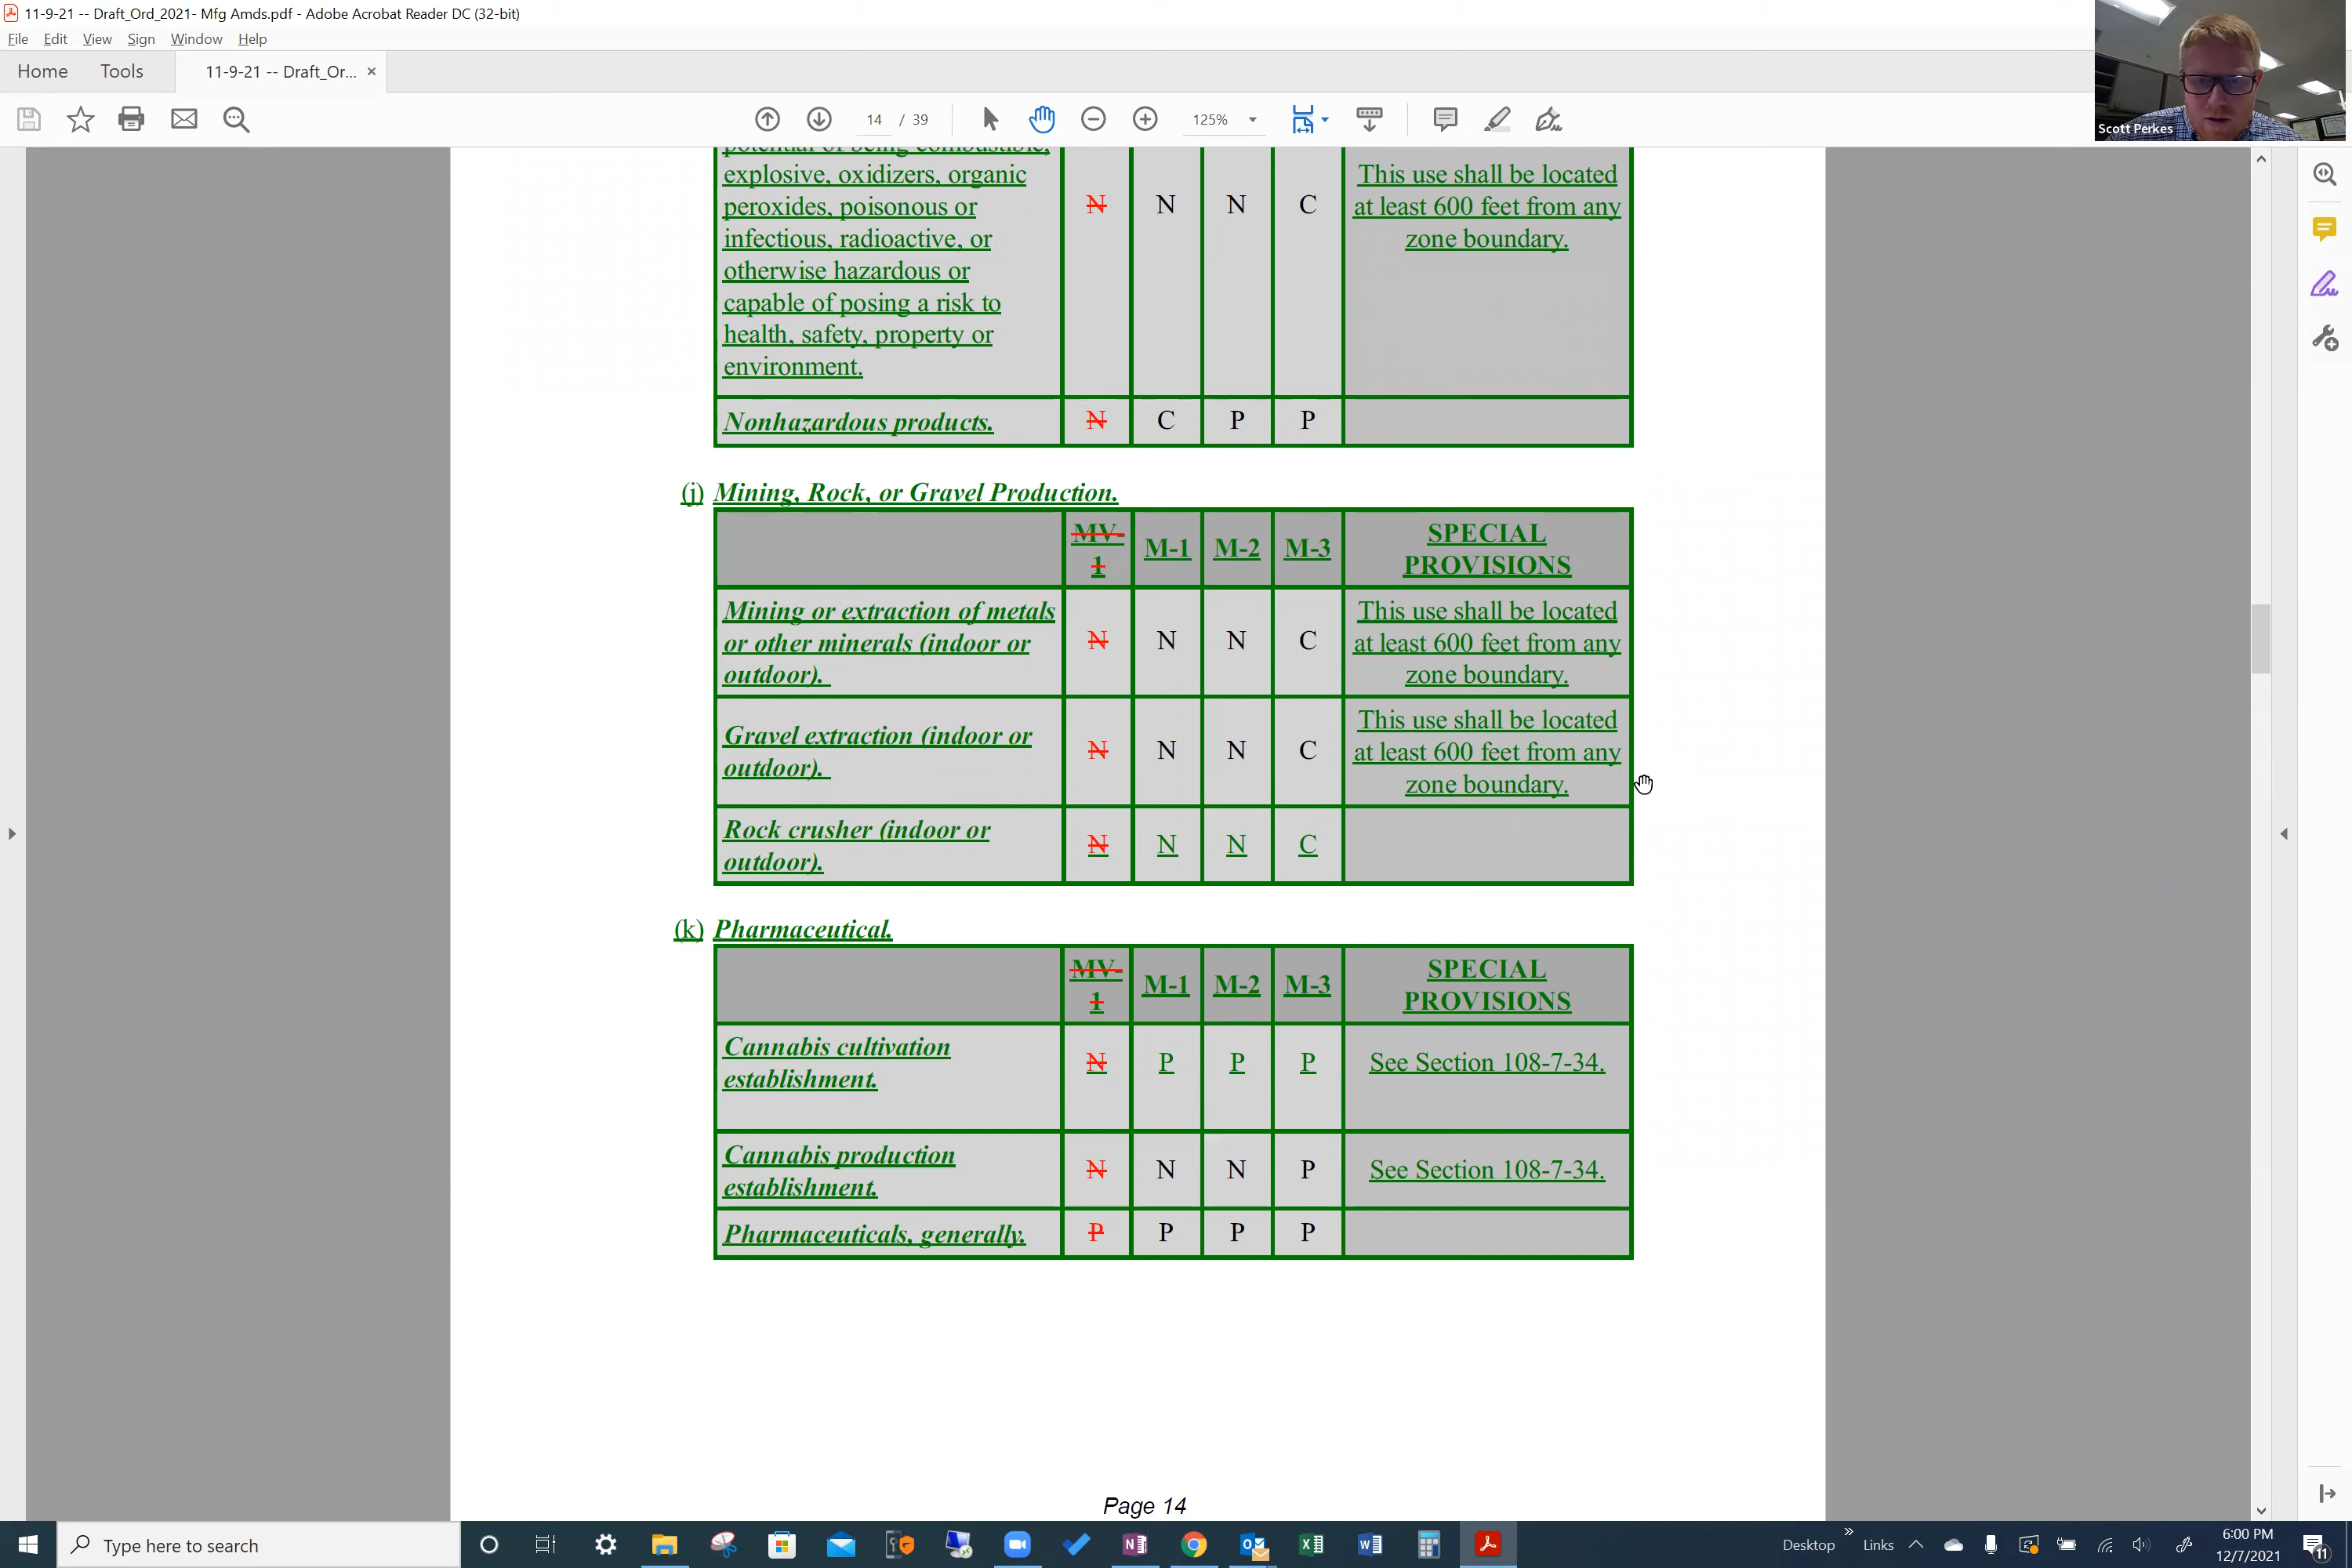 11-9-21 -- Draft_Ord_2021- Mfg Amds.pdf - Adobe Acrobat Reader DC (32-bit)
File Edit View Sign Window Help
Home Tools 11-9-21 -- Draft_Or... ×
14 / 39 125%
Scott Perkes
potential of being combustible,
explosive, oxidizers, organic
peroxides, poisonous or
infectious, radioactive, or
otherwise hazardous or
capable of posing a risk to
health, safety, property or
environment.
N N N C
This use shall be located
at least 600 feet from any
zone boundary.
Nonhazardous products. N C P P
(j) Mining, Rock, or Gravel Production.
MV-1 M-1 M-2 M-3 SPECIAL PROVISIONS
Mining or extraction of metals
or other minerals (indoor or
outdoor).
N N N C
This use shall be located
at least 600 feet from any
zone boundary.
Gravel extraction (indoor or
outdoor).
N N N C
This use shall be located
at least 600 feet from any
zone boundary.
Rock crusher (indoor or
outdoor).
N N N C
(k) Pharmaceutical.
MV-1 M-1 M-2 M-3 SPECIAL PROVISIONS
Cannabis cultivation
establishment.
N P P P See Section 108-7-34.
Cannabis production
establishment.
N N N P See Section 108-7-34.
Pharmaceuticals, generally. P P P P
Page 14
Type here to search
Desktop » Links
6:00 PM
12/7/2021
11